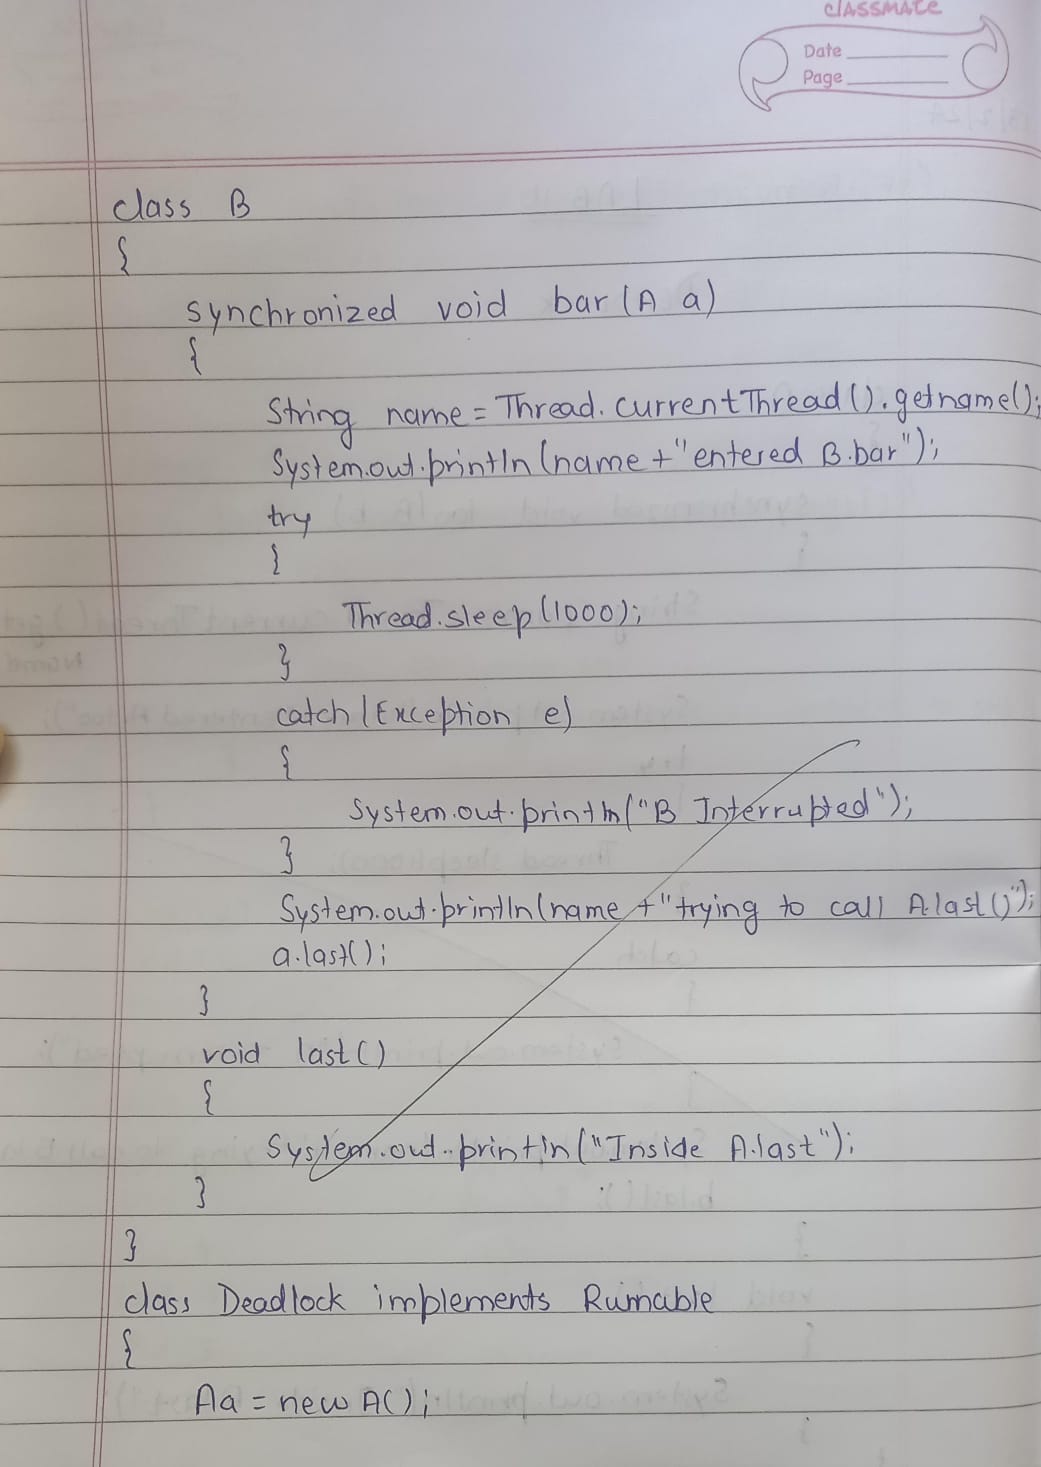 CLASSMATE
Date
Page
class B
{
synchronized void bar(A a)
{
String name = Thread.currentThread().getname();
System.out.println(name+"entered B.bar");
try
{
Thread.sleep(1000);
}
catch(Exception e)
{
System.out.println("B Interrupted");
}
System.out.println(name+"trying to call A.last()");
a.last();
}
void last()
{
System.out.println("Inside A.last");
}
}
class Deadlock implements Runnable
{
Aa = new A();